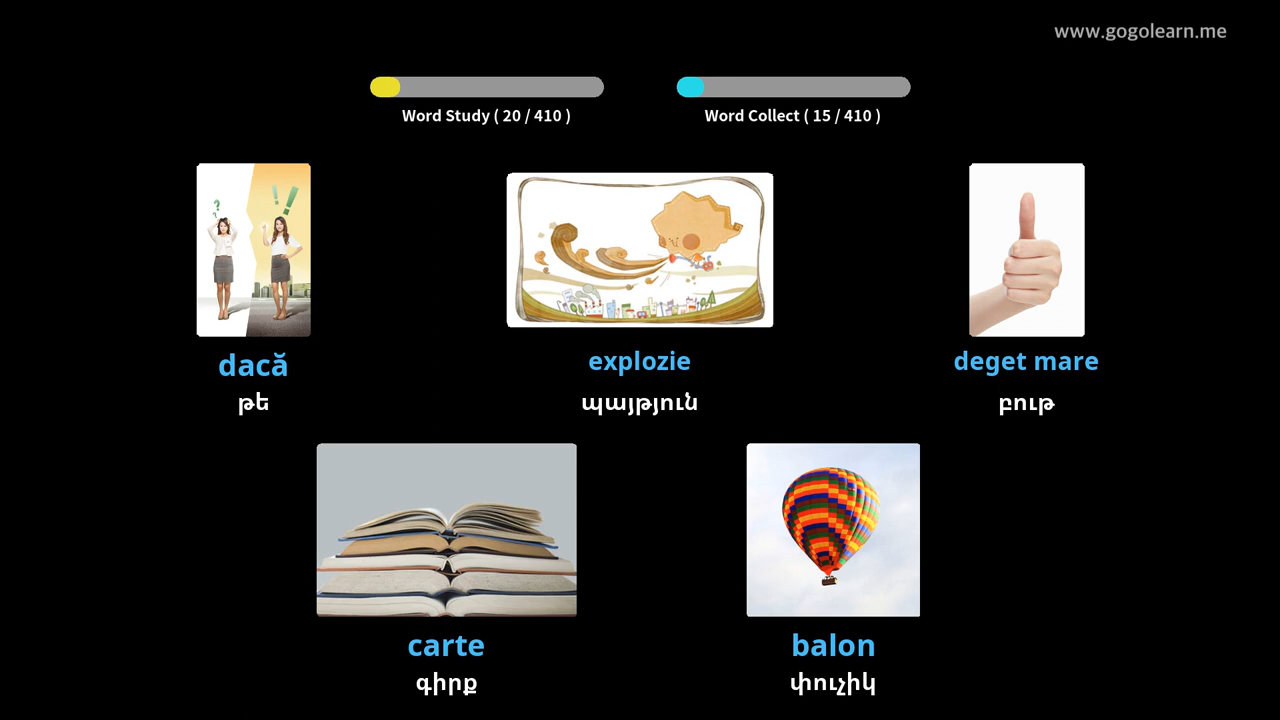 www.gogolearn.me
Word Study ( 20 / 410 )
Word Collect ( 15 / 410 )
dacă
թե
explozie
պայթյուն
deget mare
բութ
carte
գիրք
balon
փուչիկ